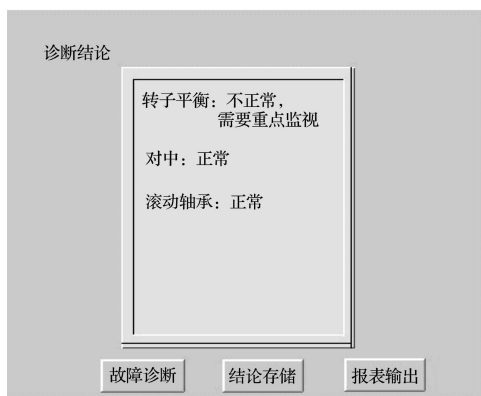 诊断结论
转子平衡：不正常，
需要重点监视
对中：正常
滚动轴承：正常
故障诊断 结论存储 报表输出